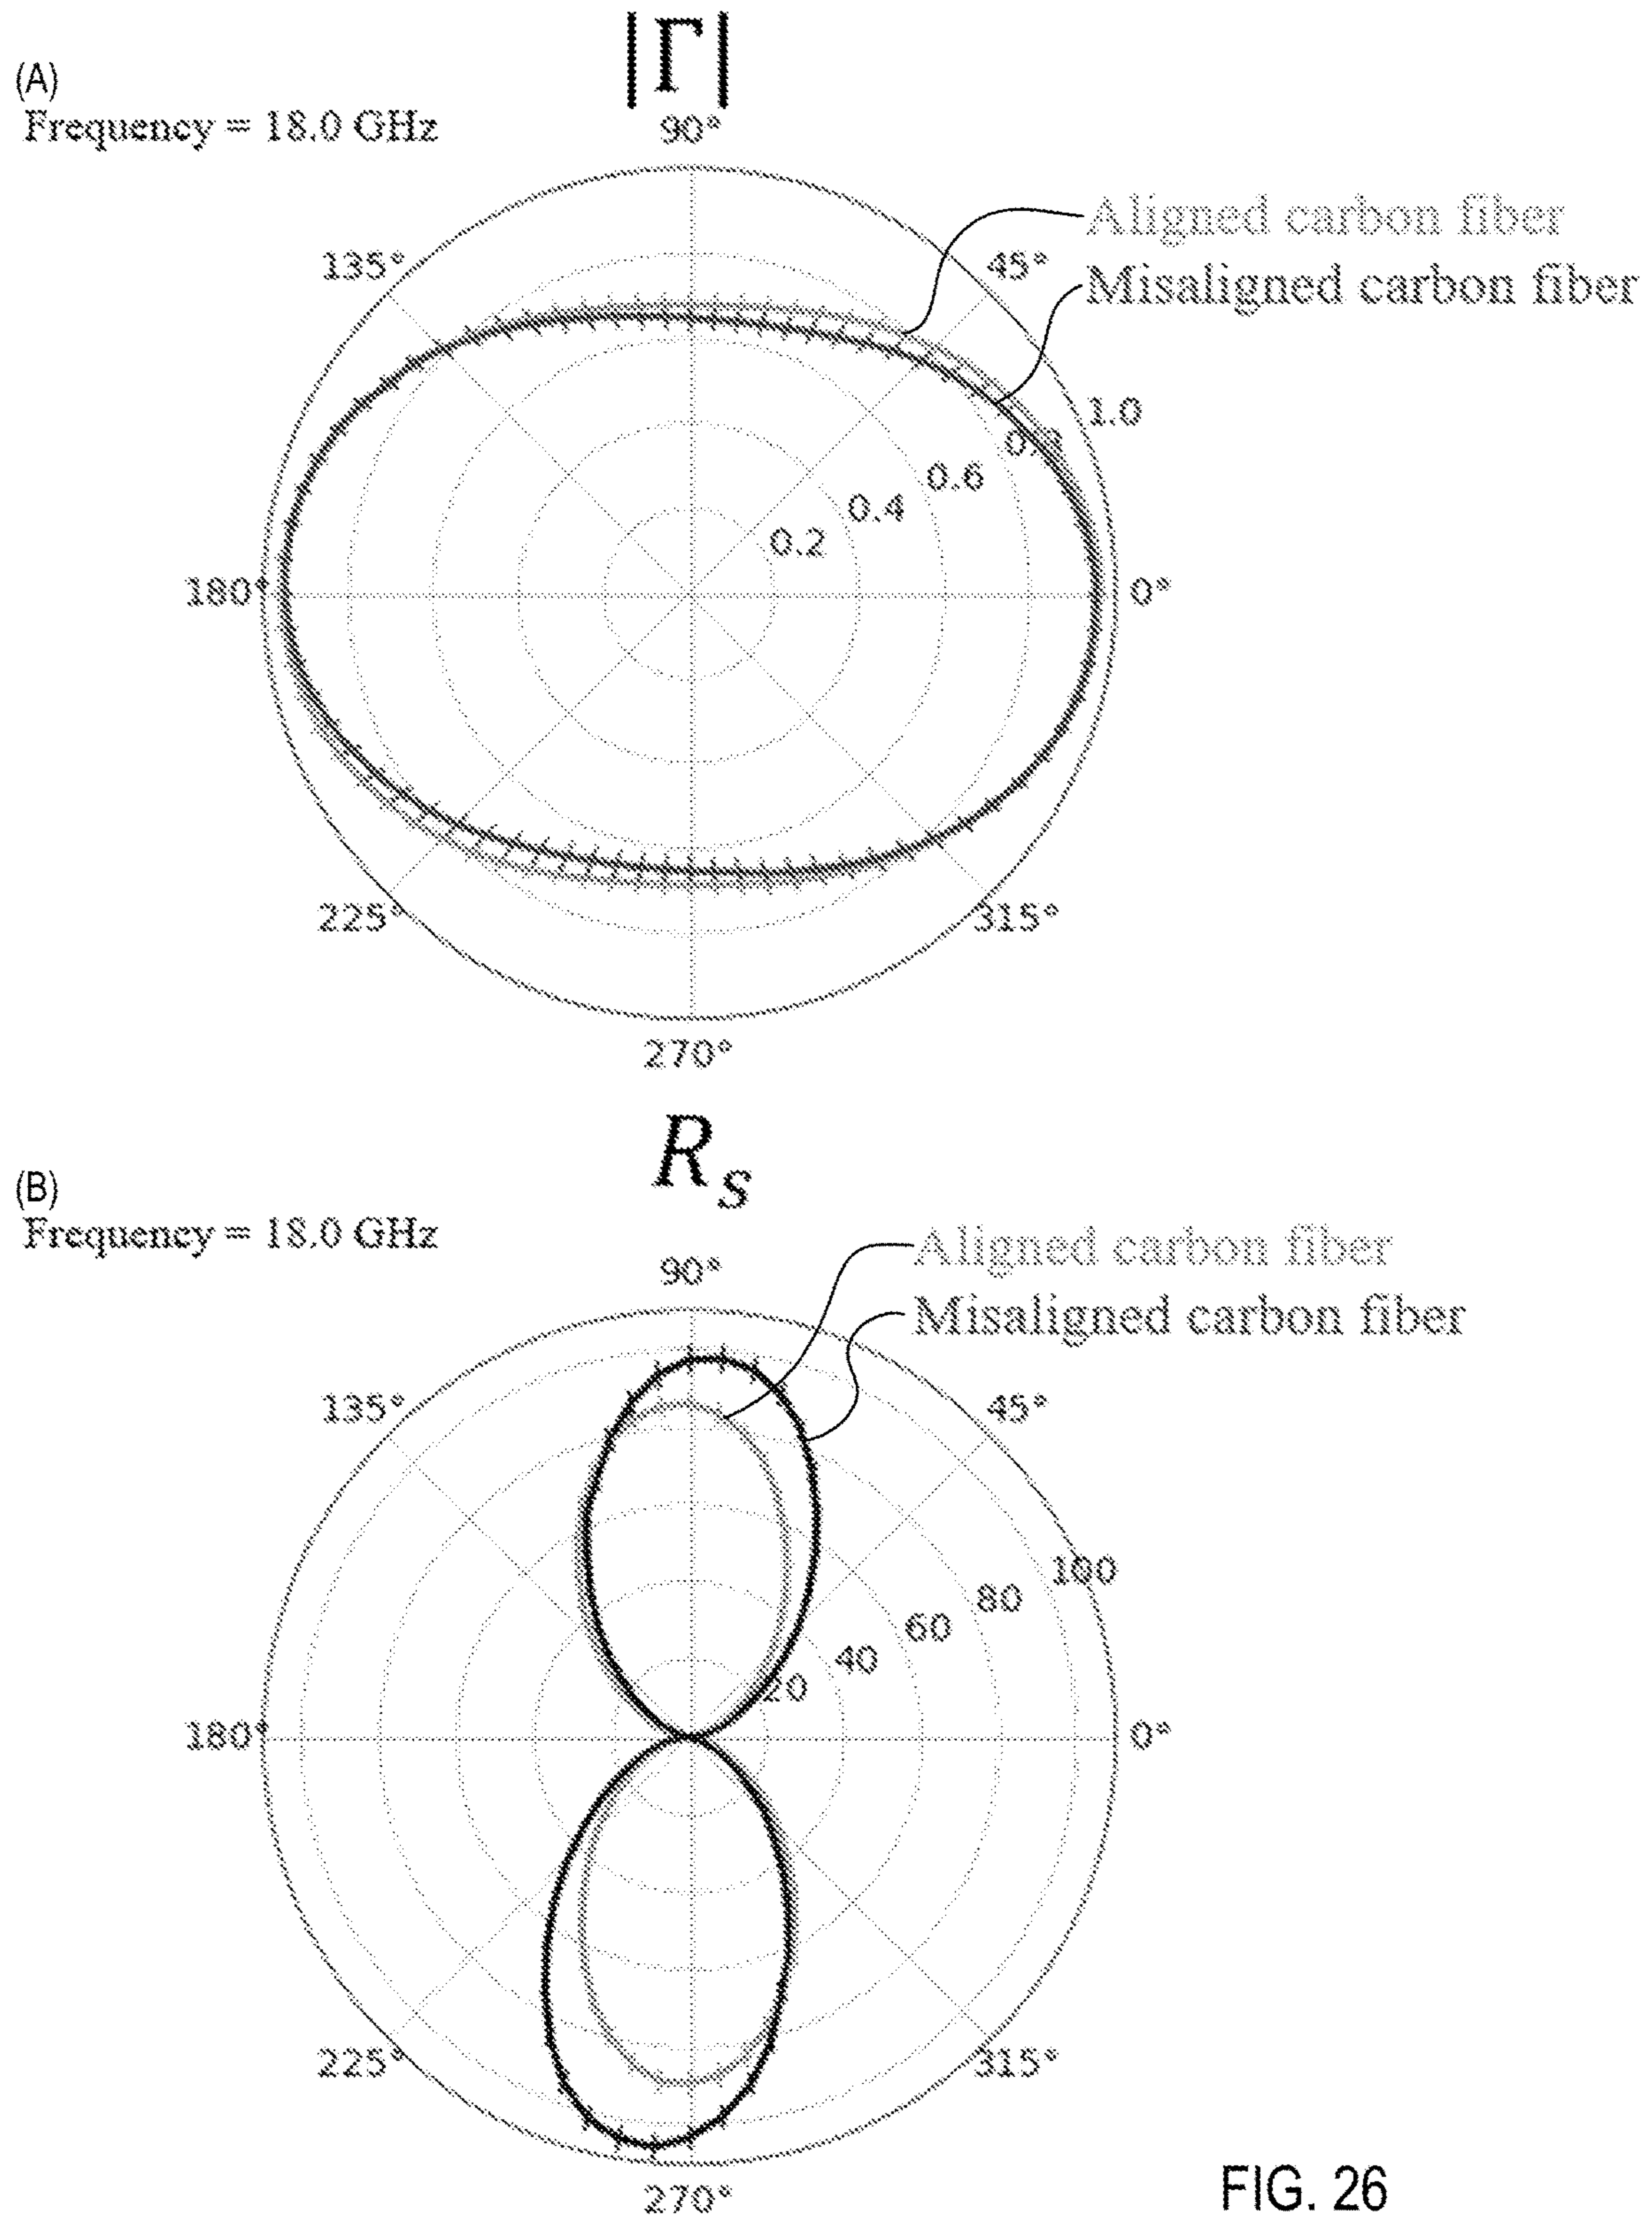 |Γ|
(A)
Frequency = 18.0 GHz
90°
Aligned carbon fiber
135°
45°
Misaligned carbon fiber
1.0
0.8
0.6
0.4
0.2
180°
0°
225°
315°
270°
R_s
(B)
Frequency = 18.0 GHz
Aligned carbon fiber
90°
Misaligned carbon fiber
135°
45°
100
80
60
40
20
180°
0°
225°
315°
270°
FIG. 26